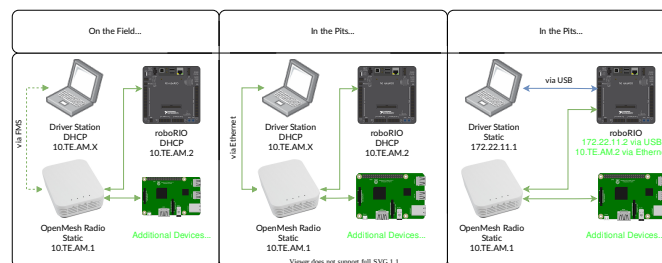 On the Field...
In the Pits...
In the Pits...
via FMS
Driver Station
DHCP
10.TE.AM.X
roboRIO
DHCP
10.TE.AM.2
OpenMesh Radio
Static
10.TE.AM.1
Additional Devices...
via Ethernet
Driver Station
DHCP
10.TE.AM.X
roboRIO
DHCP
10.TE.AM.2
OpenMesh Radio
Static
10.TE.AM.1
Additional Devices...
via USB
Driver Station
Static
172.22.11.1
roboRIO
172.22.11.2 via USB
10.TE.AM.2 via Ethern
OpenMesh Radio
Static
10.TE.AM.1
Additional Devices...
Viewer does not support full SVG 1.1